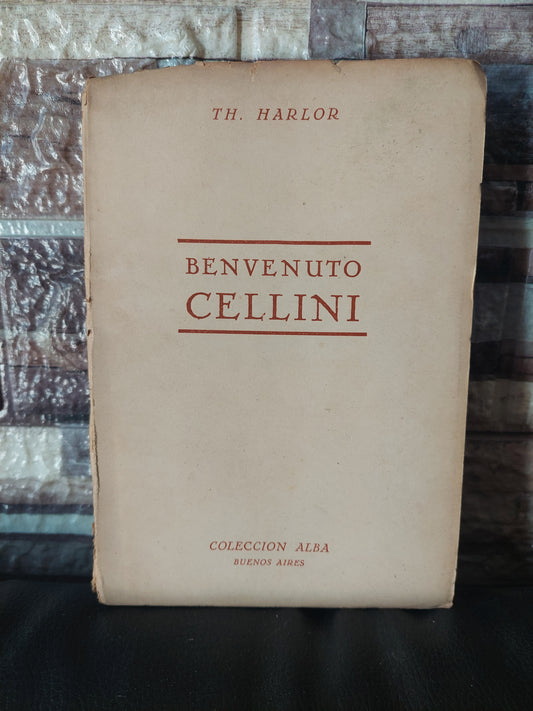 TH. HARLOR
BENVENUTO
CELLINI
COLECCION ALBA
BUENOS AIRES